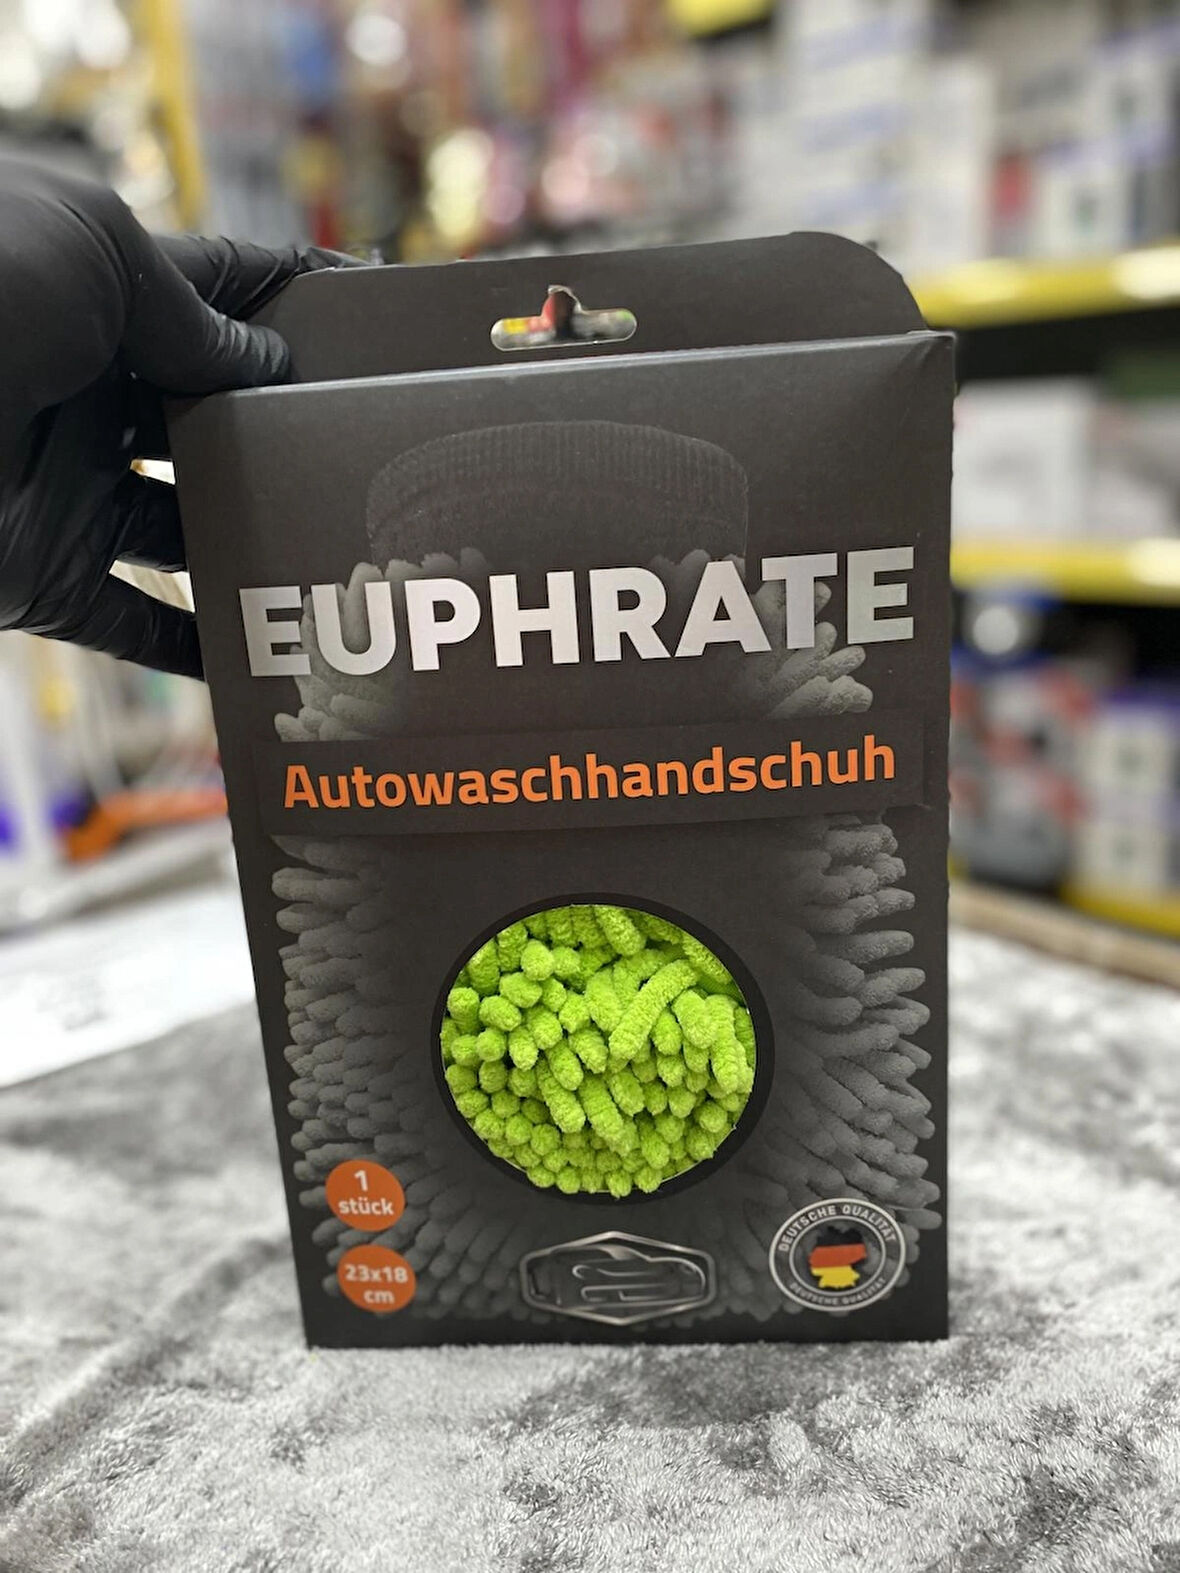 EUPHRATE
Autowaschhandschuh
1
stück
23x18
cm
DEUTSCHE QUALITÄT
DEUTSCHE QUALITÄT